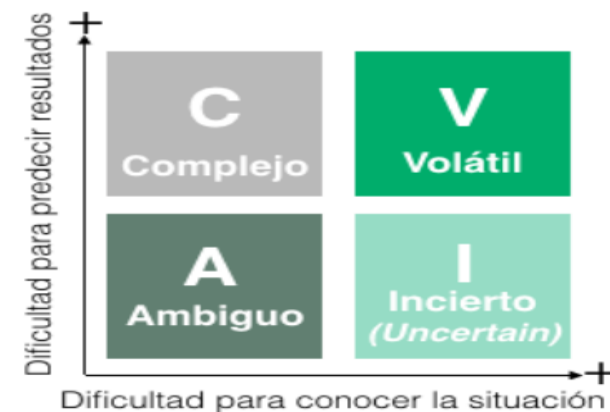 +
Dificultad para predecir resultados
C
Complejo
V
Volátil
A
Ambiguo
I
Incierto
(Uncertain)
+
Dificultad para conocer la situación